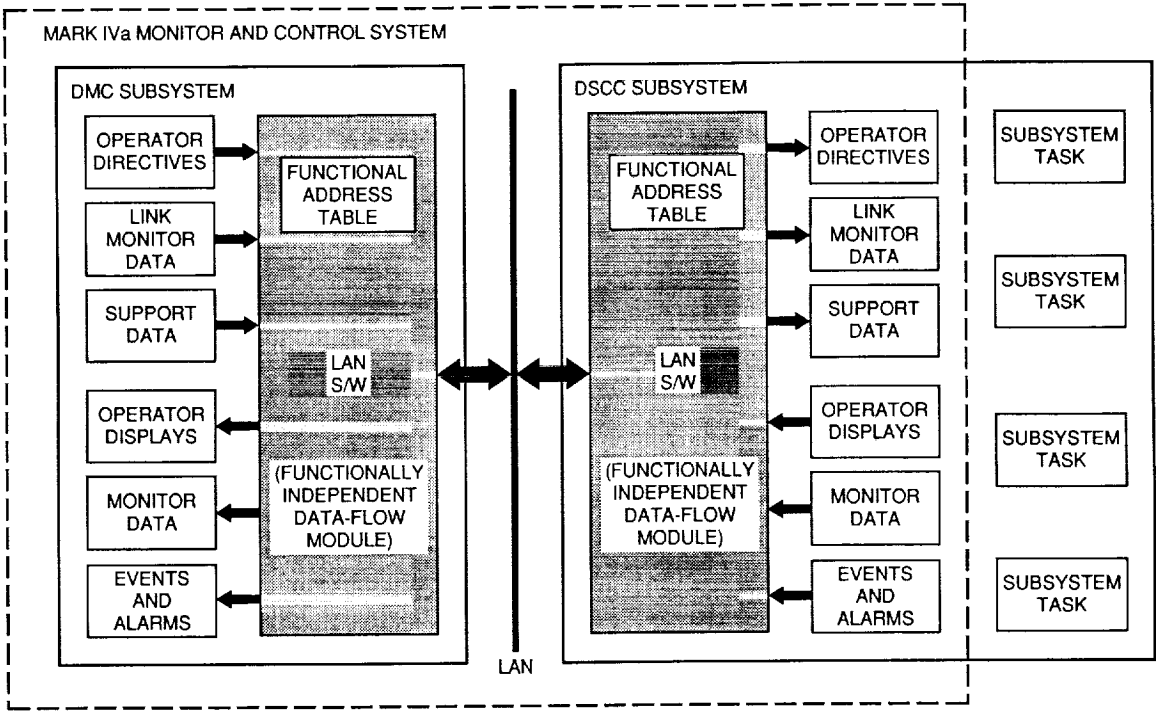 MARK IVa MONITOR AND CONTROL SYSTEM
DMC SUBSYSTEM
OPERATOR
DIRECTIVES
LINK
MONITOR
DATA
SUPPORT
DATA
OPERATOR
DISPLAYS
MONITOR
DATA
EVENTS
AND
ALARMS
FUNCTIONAL
ADDRESS
TABLE
LAN
S/W
(FUNCTIONALLY
INDEPENDENT
DATA-FLOW
MODULE)
LAN
DSCC SUBSYSTEM
FUNCTIONAL
ADDRESS
TABLE
LAN
S/W
(FUNCTIONALLY
INDEPENDENT
DATA-FLOW
MODULE)
OPERATOR
DIRECTIVES
LINK
MONITOR
DATA
SUPPORT
DATA
OPERATOR
DISPLAYS
MONITOR
DATA
EVENTS
AND
ALARMS
SUBSYSTEM
TASK
SUBSYSTEM
TASK
SUBSYSTEM
TASK
SUBSYSTEM
TASK